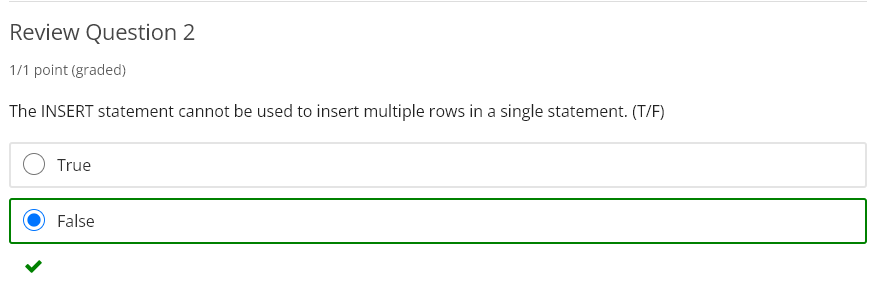 Review Question 2
1/1 point (graded)
The INSERT statement cannot be used to insert multiple rows in a single statement. (T/F)
True
False